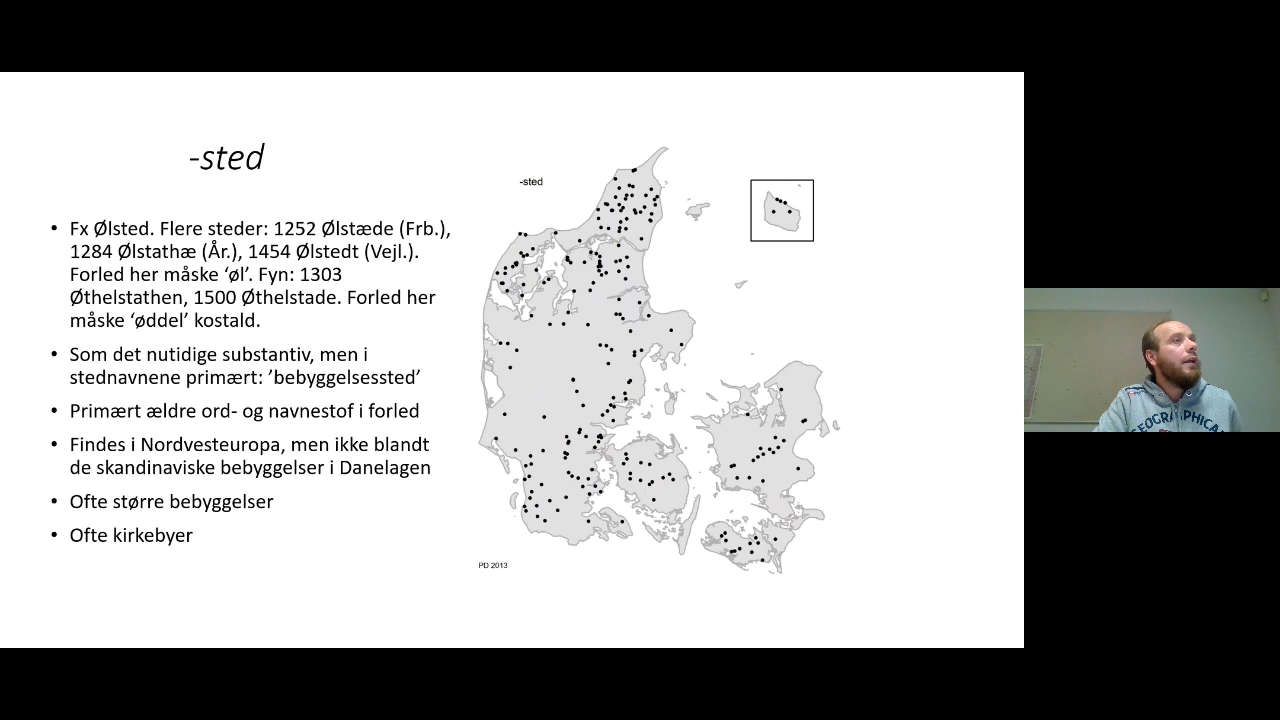 -sted
• Fx Ølsted. Flere steder: 1252 Ølstæde (Frb.),
1284 Ølstathæ (År.), 1454 Ølstedt (Vejl.).
Forled her måske ‘øl’. Fyn: 1303
Øthelstathen, 1500 Øthelstade. Forled her
måske ‘øddel’ kostald.
• Som det nutidige substantiv, men i
stednavnene primært: ’bebyggelsessted’
• Primært ældre ord- og navnestof i forled
• Findes i Nordvesteuropa, men ikke blandt
de skandinaviske bebyggelser i Danelagen
• Ofte større bebyggelser
• Ofte kirkebyer
-sted
PD 2013
GEOGRAPHICAL